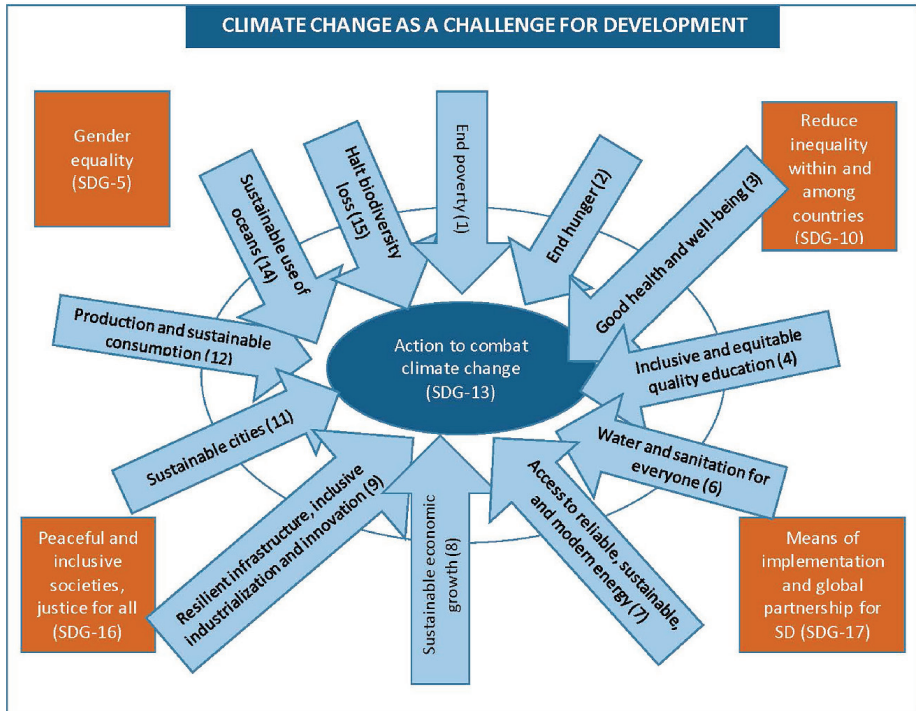 CLIMATE CHANGE AS A CHALLENGE FOR DEVELOPMENT
Gender
equality
(SDG-5)
Sustainable use of
oceans (14)
Halt biodiversity
loss (15)
End poverty (1)
End hunger (2)
Good health and well-being (3)
Reduce
inequality
within and
among
countries
(SDG-10)
Production and sustainable
consumption (12)
Action to combat
climate change
(SDG-13)
Inclusive and equitable
quality education (4)
Sustainable cities (11)
Water and sanitation for
everyone (6)
Peaceful and
inclusive
societies,
justice for all
(SDG-16)
Resilient infrastructure, inclusive
industrialization and innovation (9)
Sustainable economic
growth (8)
Access to reliable, sustainable,
and modern energy (7)
Means of
implementation
and global
partnership for
SD (SDG-17)